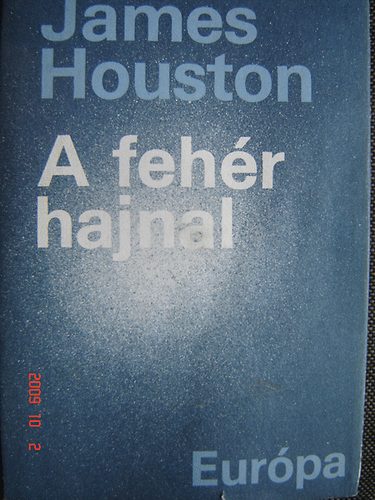 James
Houston
A fehér
hajnal
Európa
2009 10 2